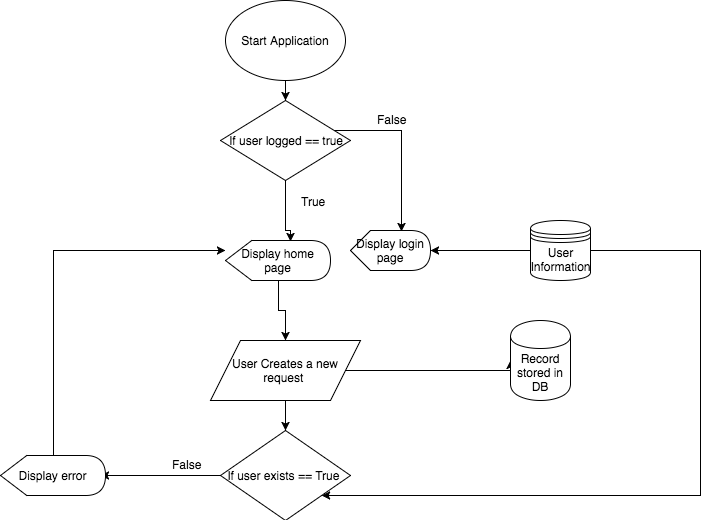 Start Application
False
If user logged == true
True
Display home
page
Display login
page
User
Information
User Creates a new
request
Record
stored in
DB
False
Display error
If user exists == True